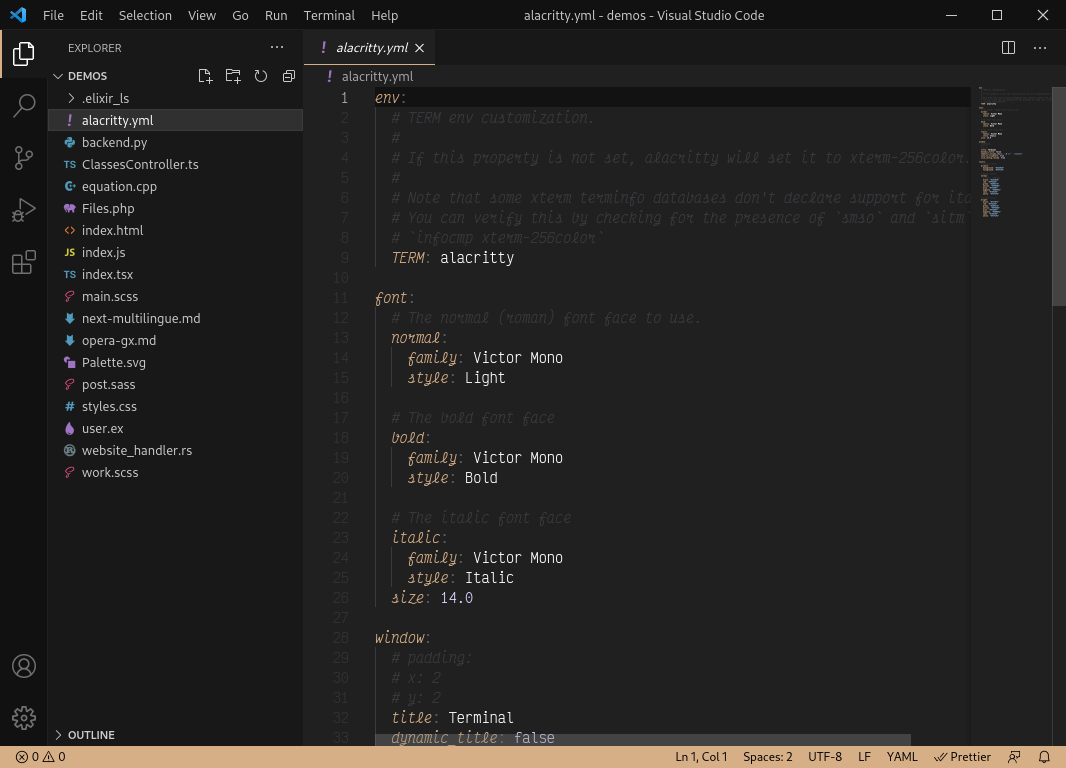 File Edit Selection View Go Run Terminal Help
alacritty.yml - demos - Visual Studio Code
EXPLORER
DEMOS
.elixir_ls
! alacritty.yml
backend.py
TS ClassesController.ts
equation.cpp
Files.php
<> index.html
JS index.js
TS index.tsx
main.scss
next-multilingue.md
opera-gx.md
Palette.svg
post.sass
# styles.css
user.ex
website_handler.rs
work.scss
OUTLINE
! alacritty.yml
! alacritty.yml
1 env:
2 # TERM env customization.
3 #
4 # If this property is not set, alacritty will set it to xterm-256color.
5 #
6 # Note that some xterm terminfo databases don't declare support for ita
7 # You can verify this by checking for the presence of `smso` and `sitm`
8 # `infocmp xterm-256color`
9 TERM: alacritty
10
11 font:
12 # The normal (roman) font face to use.
13 normal:
14 family: Victor Mono
15 style: Light
16
17 # The bold font face
18 bold:
19 family: Victor Mono
20 style: Bold
21
22 # The italic font face
23 italic:
24 family: Victor Mono
25 style: Italic
26 size: 14.0
27
28 window:
29 # padding:
30 # x: 2
31 # y: 2
32 title: Terminal
33 dynamic_title: false
0 0 Ln 1, Col 1 Spaces: 2 UTF-8 LF YAML Prettier